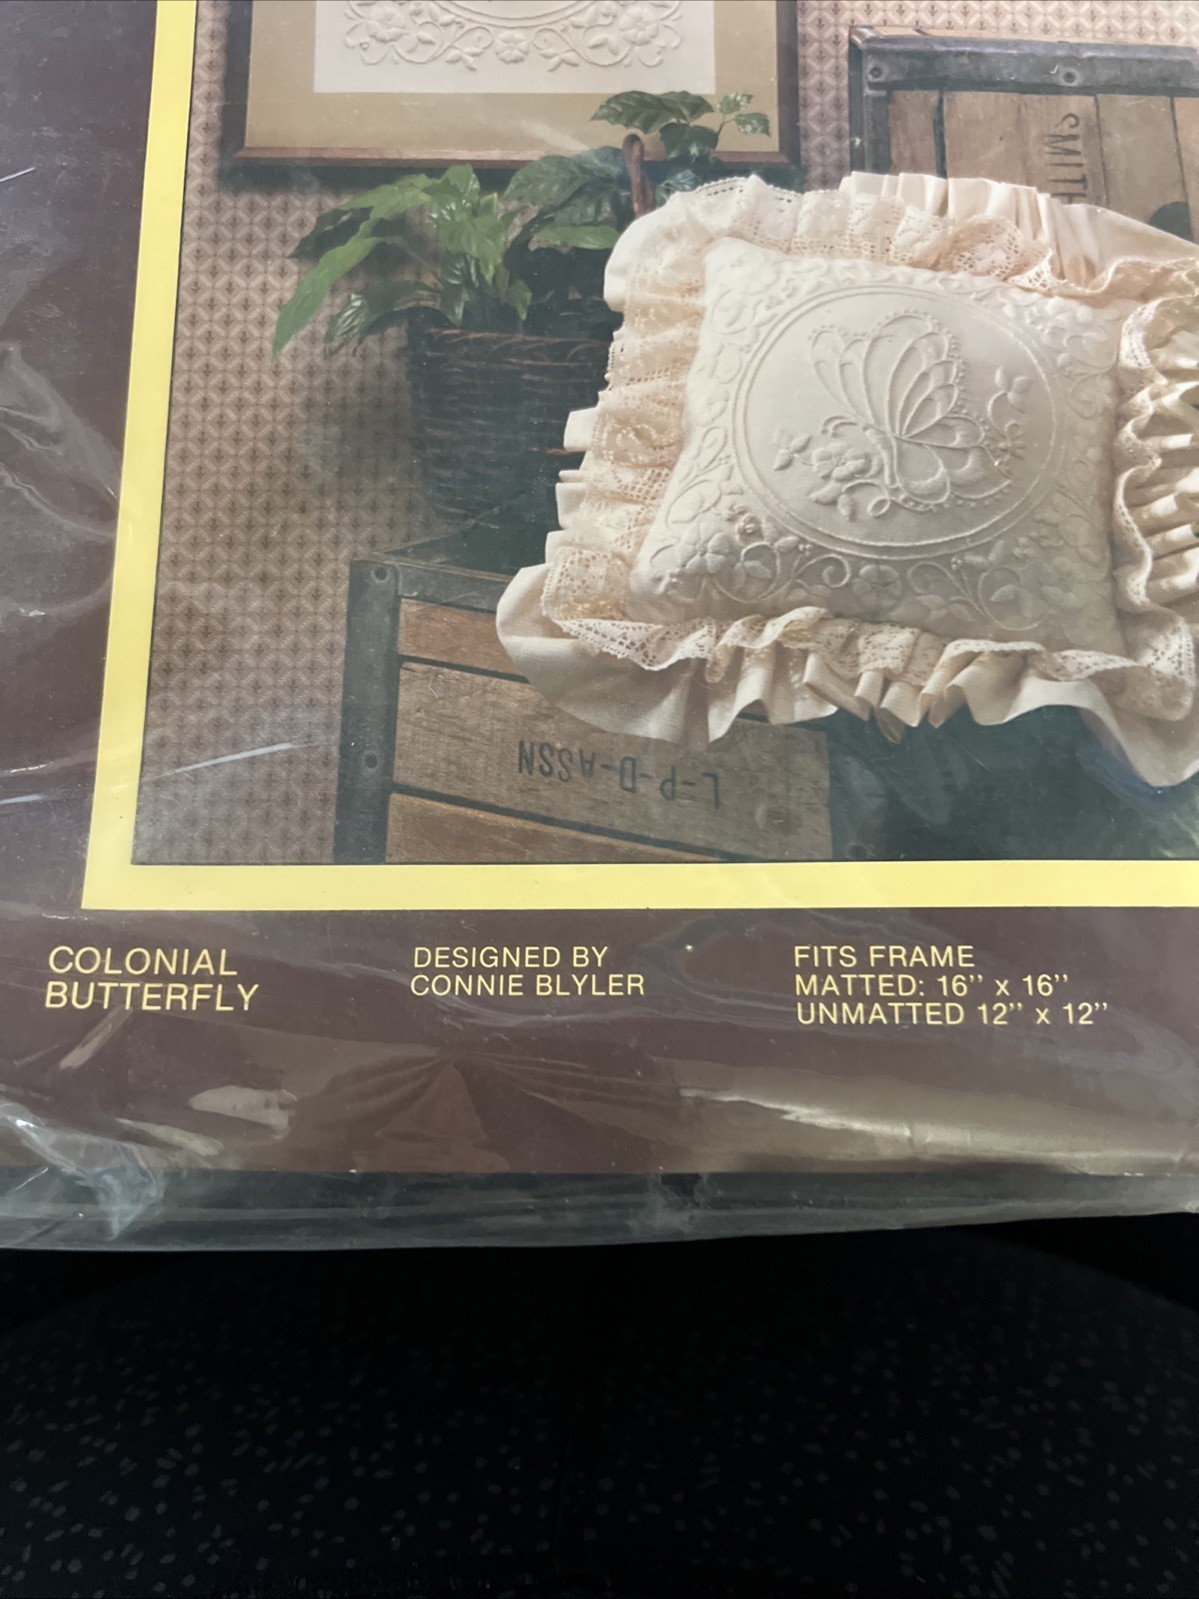 SMITH
L-P-D-ASSN
COLONIAL
BUTTERFLY
DESIGNED BY
CONNIE BLYLER
FITS FRAME
MATTED: 16" x 16"
UNMATTED 12" x 12"